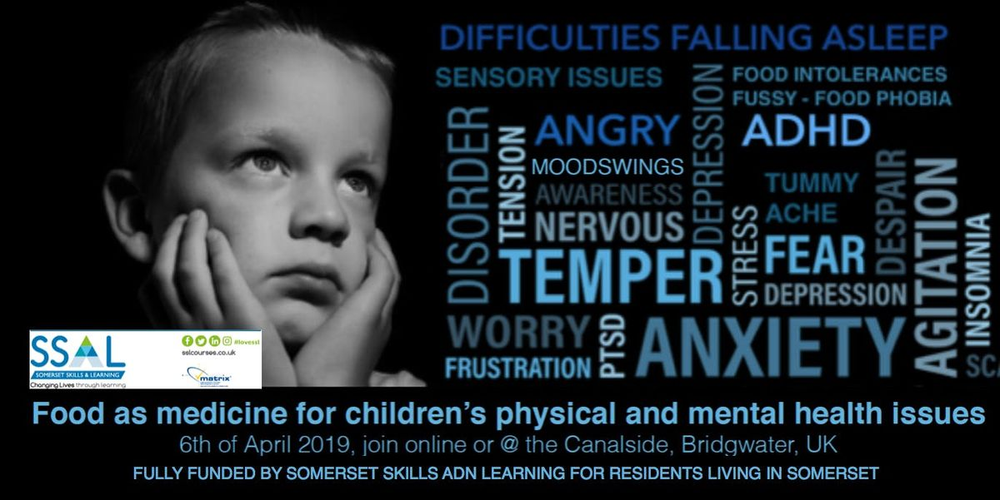 DIFFICULTIES FALLING ASLEEP
SENSORY ISSUES
DEPRESSION
FOOD INTOLERANCES
FUSSY - FOOD PHOBIA
DISORDER
TENSION
ANGRY
ADHD
MOODSWINGS
AWARENESS
NERVOUS
TUMMY
ACHE
DESPAIR
AGITATION
INSOMNIA
TEMPER
STRESS
FEAR
DEPRESSION
WORRY
PTSD
ANXIETY
FRUSTRATION
SSAL
SOMERSET SKILLS & LEARNING
Changing Lives through learning
#lovessl
sslcourses.co.uk
matrix
Food as medicine for children's physical and mental health issues
6th of April 2019, join online or @ the Canalside, Bridgwater, UK
FULLY FUNDED BY SOMERSET SKILLS ADN LEARNING FOR RESIDENTS LIVING IN SOMERSET